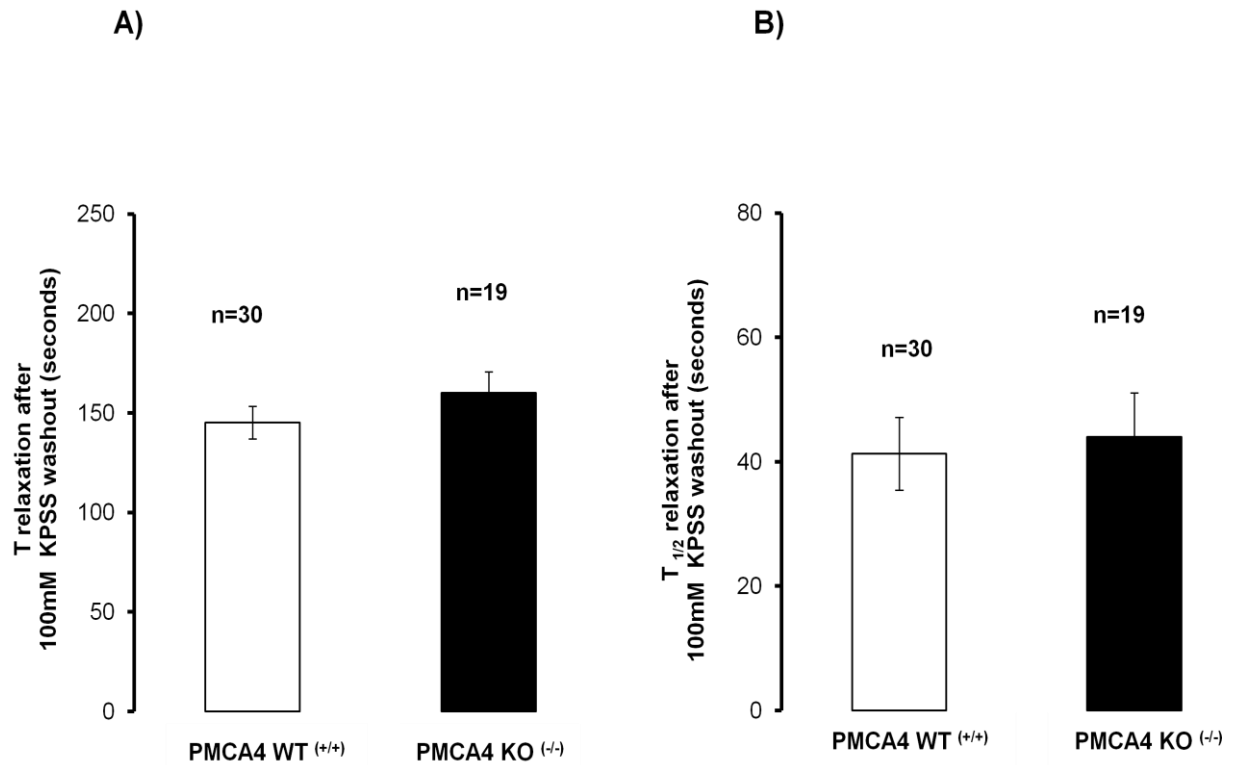 A)
T relaxation after
100mM KPSS washout (seconds)
250
200
150
100
50
0
n=30
n=19
PMCA4 WT (+/+)
PMCA4 KO (-/-)
B)
T1/2 relaxation after
100mM KPSS washout (seconds)
80
60
40
20
0
n=30
n=19
PMCA4 WT (+/+)
PMCA4 KO (-/-)